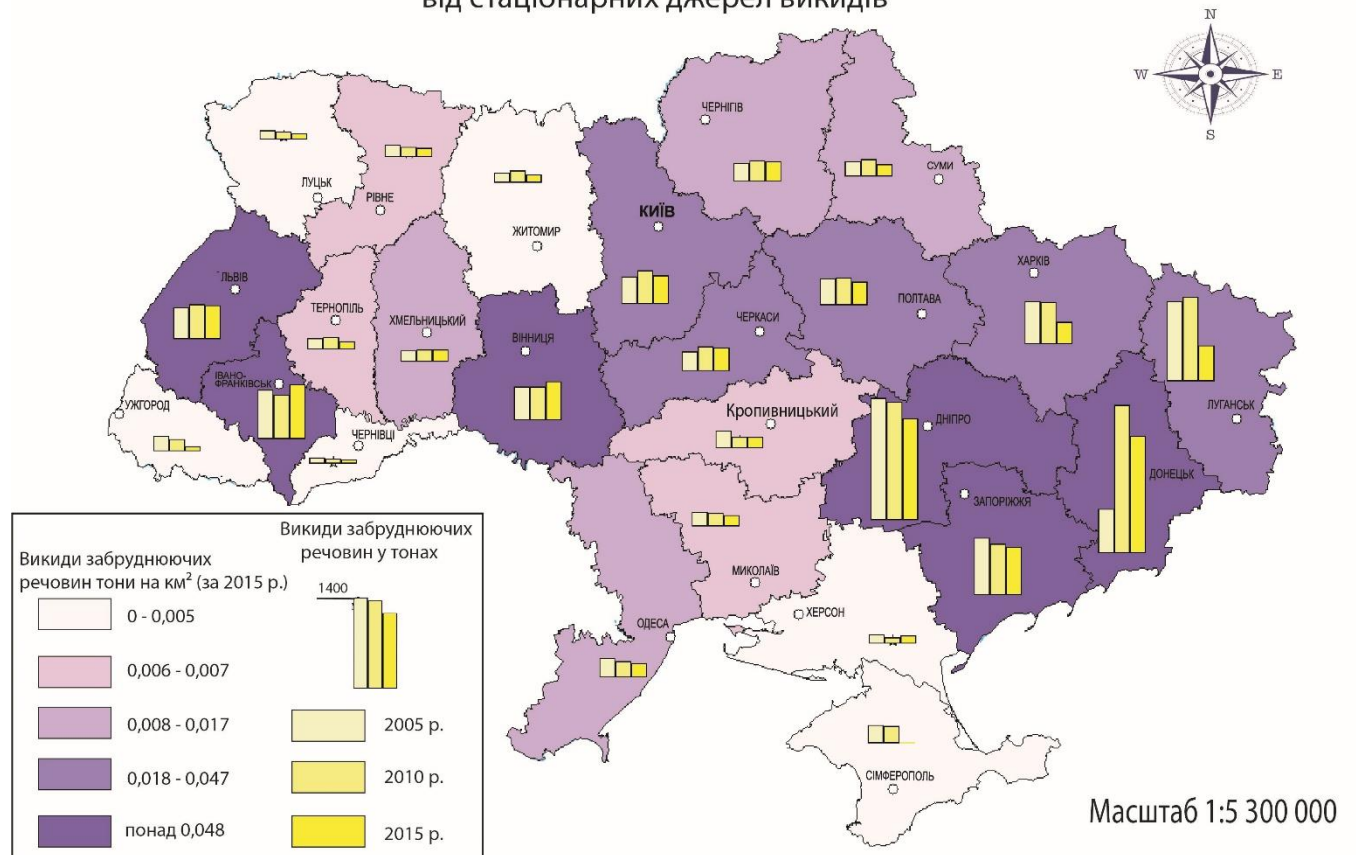 від стаціонарних джерел викидів
N
W
E
S
ЧЕРНІГІВ
СУМИ
ЛУЦЬК
РІВНЕ
КИЇВ
ЖИТОМИР
ХАРКІВ
ЛЬВІВ
ТЕРНОПІЛЬ
ХМЕЛЬНИЦЬКИЙ
ВІННИЦЯ
ЧЕРКАСИ
ПОЛТАВА
ІВАНО-
ФРАНКІВСЬК
УЖГОРОД
ЧЕРНІВЦІ
Кропивницький
ДНІПРО
ЛУГАНСЬК
ДОНЕЦЬК
ЗАПОРІЖЖЯ
МИКОЛАЇВ
ХЕРСОН
ОДЕСА
СІМФЕРОПОЛЬ
Викиди забруднюючих
речовин тони на км² (за 2015 р.)
0 - 0,005
0,006 - 0,007
0,008 - 0,017
0,018 - 0,047
понад 0,048
Викиди забруднюючих
речовин у тонах
1400
2005 р.
2010 р.
2015 р.
Масштаб 1:5 300 000